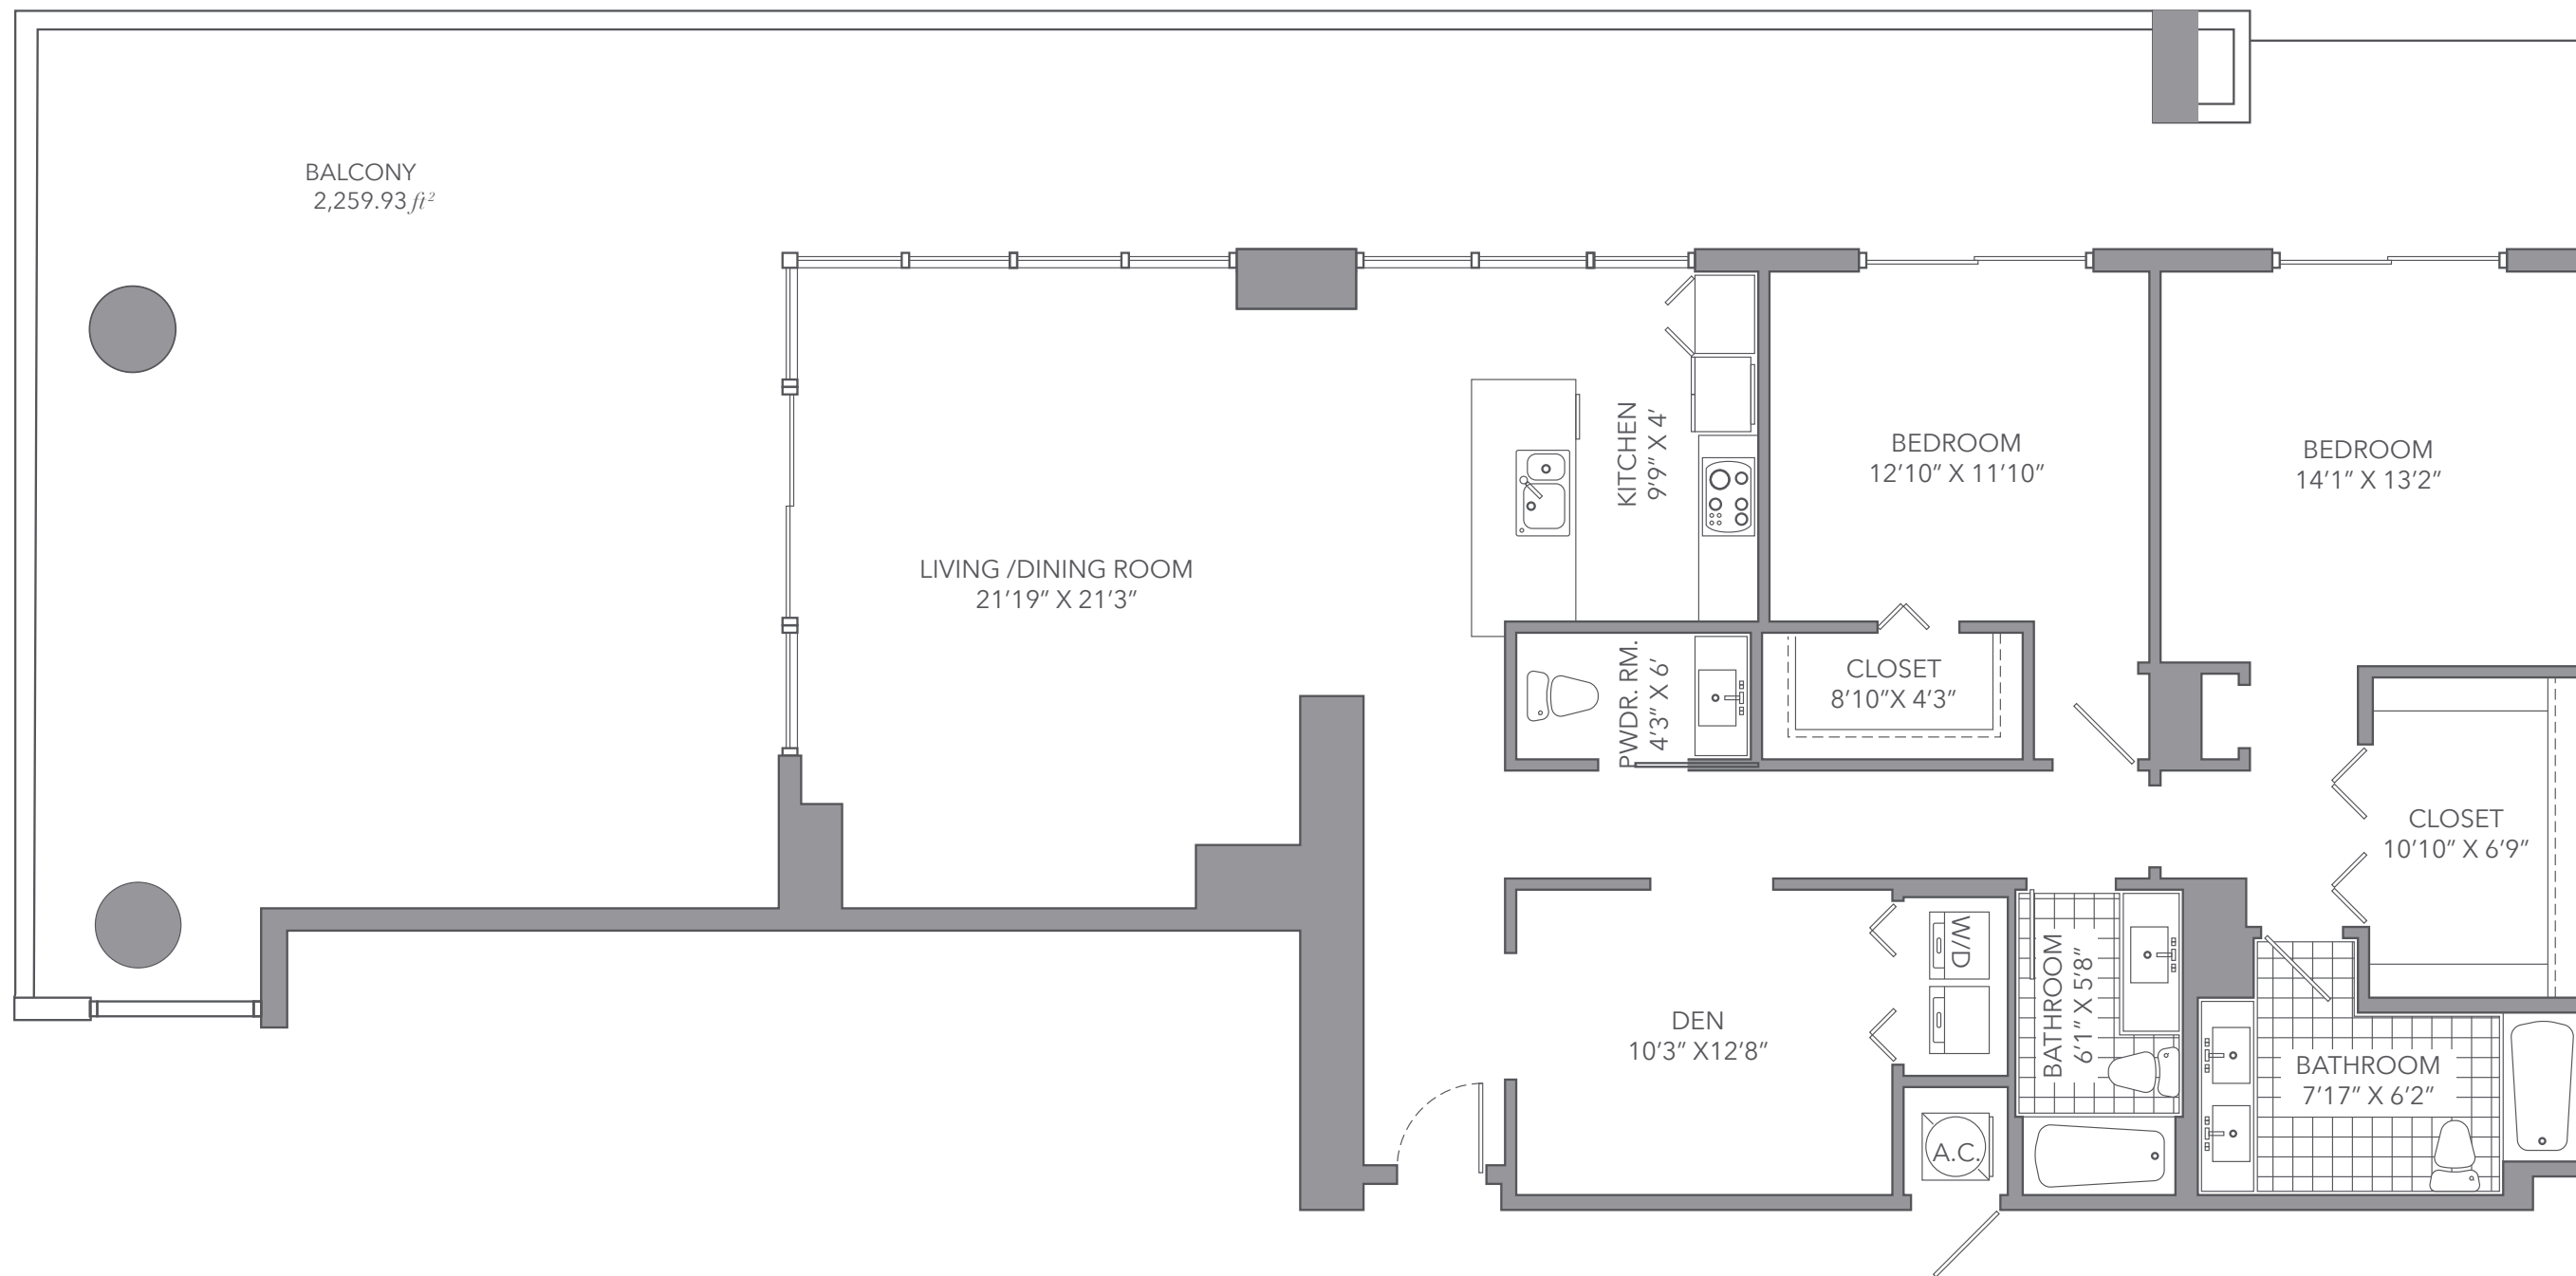 BALCONY
2,259.93 ft²
LIVING /DINING ROOM
21’19” X 21’3”
KITCHEN
9’9” X 4’
BEDROOM
12’10” X 11’10”
BEDROOM
14’1” X 13’2”
PWDR. RM.
4’3” X 6’
CLOSET
8’10”X 4’3”
CLOSET
10’10” X 6’9”
DEN
10’3” X12’8”
W/D
A.C.
BATHROOM
6’1” X 5’8”
BATHROOM
7’17” X 6’2”